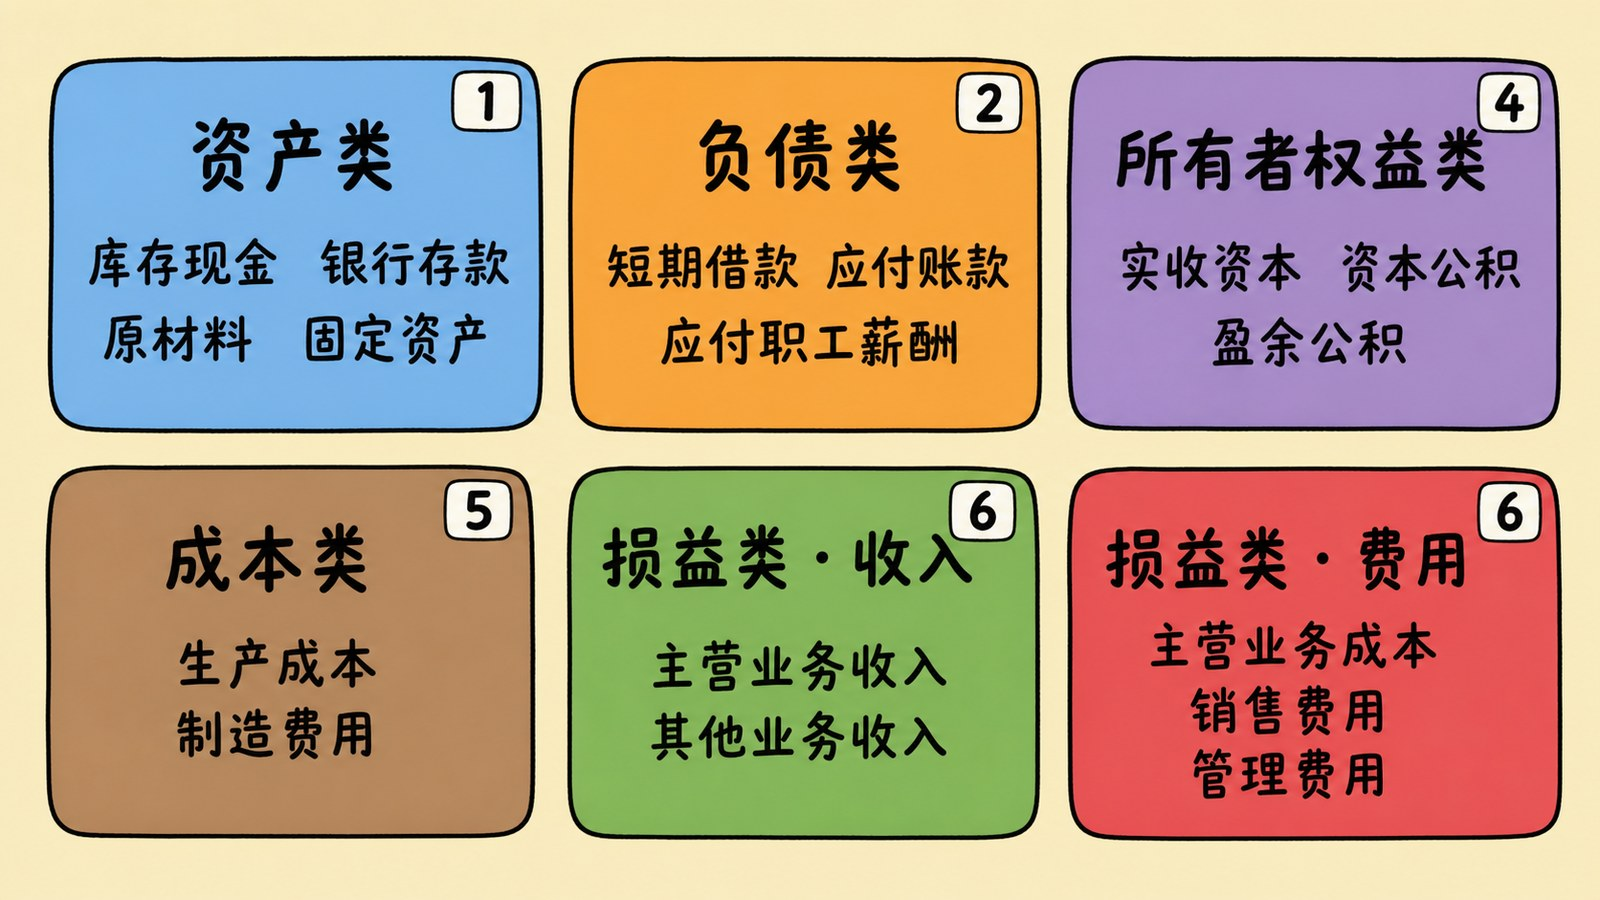 1
资产类
库存现金 银行存款
原材料 固定资产
2
负债类
短期借款 应付账款
应付职工薪酬
4
所有者权益类
实收资本 资本公积
盈余公积
5
成本类
生产成本
制造费用
6
损益类·收入
主营业务收入
其他业务收入
6
损益类·费用
主营业务成本
销售费用
管理费用